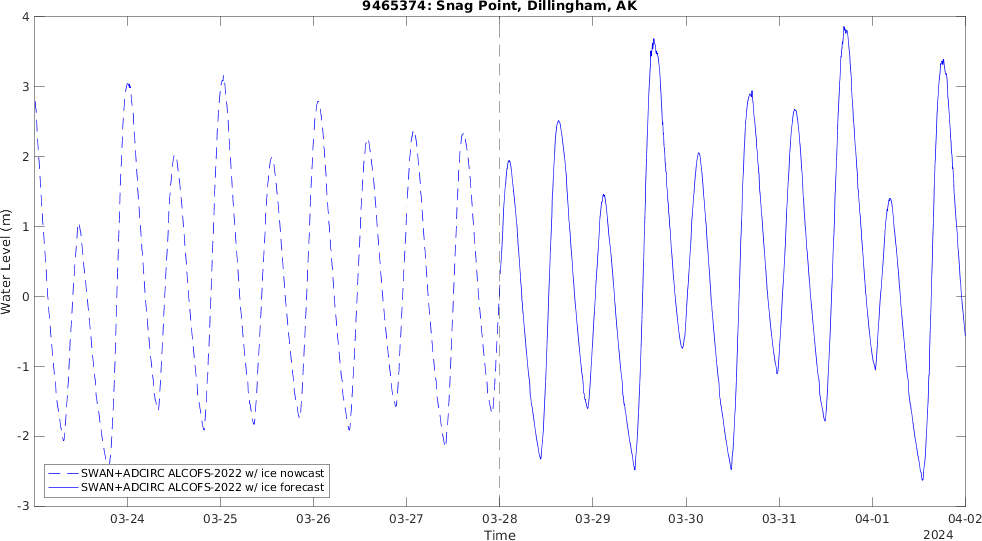 9465374: Snag Point, Dillingham, AK
Water Level (m)
4
3
2
1
0
-1
-2
-3
SWAN+ADCIRC ALCOFS-2022 w/ ice nowcast
SWAN+ADCIRC ALCOFS-2022 w/ ice forecast
03-24 03-25 03-26 03-27 03-28 03-29 03-30 03-31 04-01 04-02
Time
2024